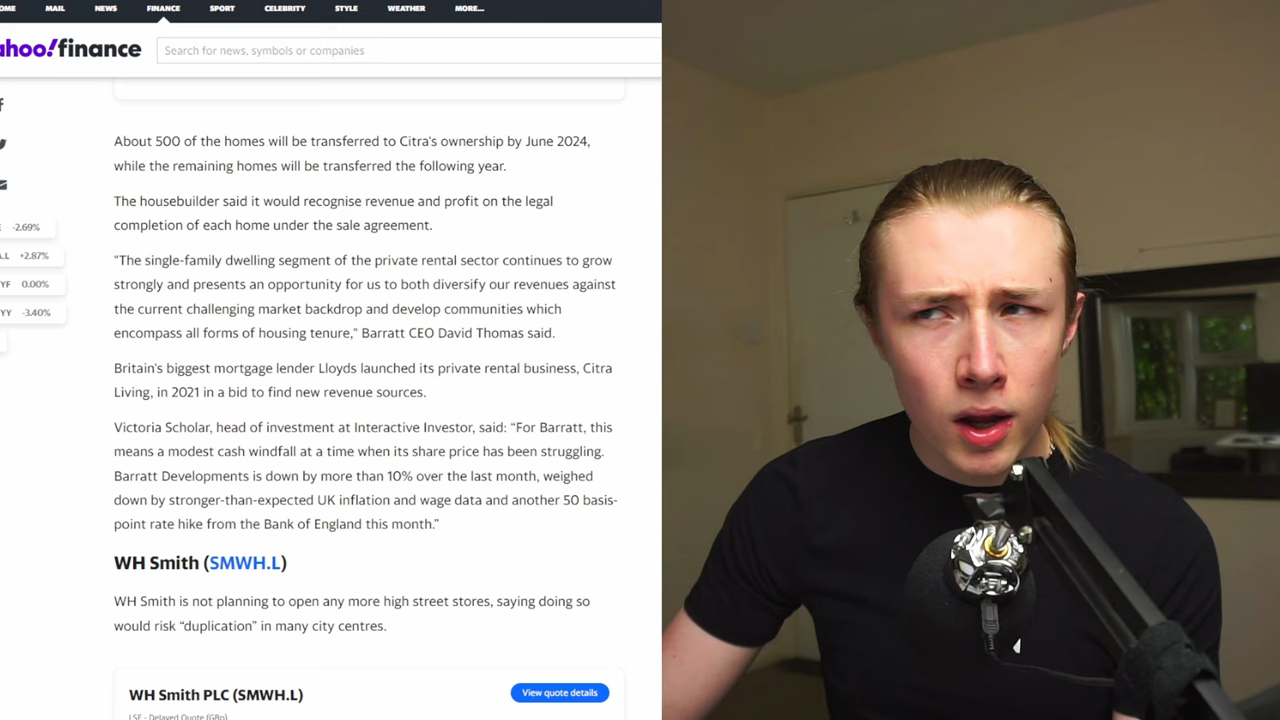 OME MAIL NEWS FINANCE SPORT CELEBRITY STYLE WEATHER MORE...
ahoo!finance Search for news, symbols or companies
About 500 of the homes will be transferred to Citra's ownership by June 2024,
while the remaining homes will be transferred the following year.
The housebuilder said it would recognise revenue and profit on the legal
completion of each home under the sale agreement.
E -2.69%
"The single-family dwelling segment of the private rental sector continues to grow
A.L +2.87%
strongly and presents an opportunity for us to both diversify our revenues against
YF 0.00%
the current challenging market backdrop and develop communities which
YY -3.40%
encompass all forms of housing tenure," Barratt CEO David Thomas said.
Britain's biggest mortgage lender Lloyds launched its private rental business, Citra
Living, in 2021 in a bid to find new revenue sources.
Victoria Scholar, head of investment at Interactive Investor, said: “For Barratt, this
means a modest cash windfall at a time when its share price has been struggling.
Barratt Developments is down by more than 10% over the last month, weighed
down by stronger-than-expected UK inflation and wage data and another 50 basis-
point rate hike from the Bank of England this month.”
WH Smith (SMWH.L)
WH Smith is not planning to open any more high street stores, saying doing so
would risk “duplication” in many city centres.
WH Smith PLC (SMWH.L) View quote details
LSE - Delayed Quote (GBp)